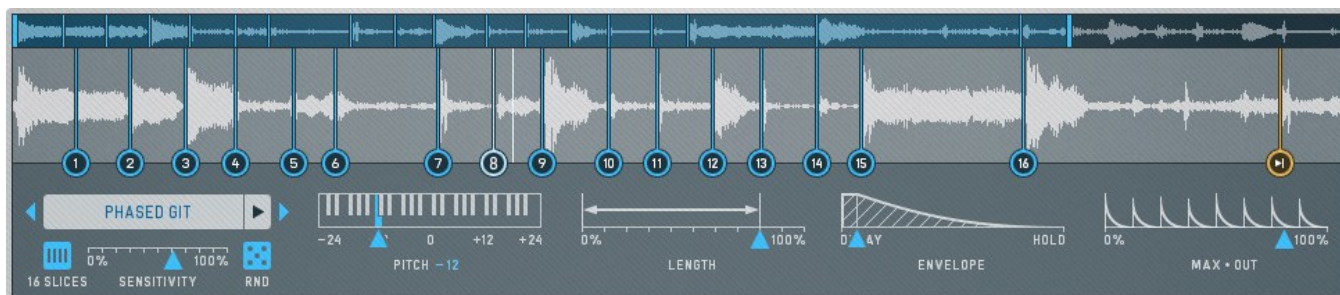 1 2 3 4 5 6 7 8 9 10 11 12 13 14 15 16
PHASED GIT
-24 0 +12 +24
0% 100%
DECAY HOLD
0% 100%
0% 100%
PITCH -12
LENGTH
ENVELOPE
MAX • OUT
16 SLICES SENSITIVITY RND